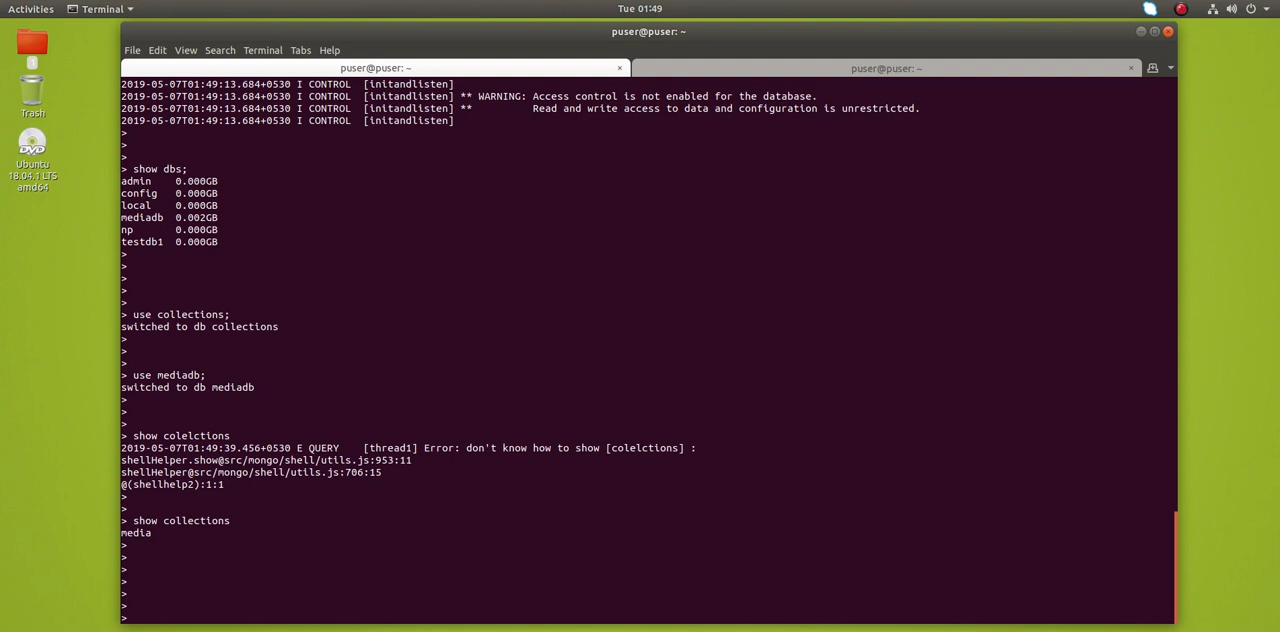 Activities Terminal Tue 01:49
puser@puser: ~
File Edit View Search Terminal Tabs Help
puser@puser: ~ × puser@puser: ~ ×
1
Trash
Ubuntu
18.04.1 LTS
amd64
2019-05-07T01:49:13.684+0530 I CONTROL  [initandlisten]
2019-05-07T01:49:13.684+0530 I CONTROL  [initandlisten] ** WARNING: Access control is not enabled for the database.
2019-05-07T01:49:13.684+0530 I CONTROL  [initandlisten] **          Read and write access to data and configuration is unrestricted.
2019-05-07T01:49:13.684+0530 I CONTROL  [initandlisten]
>
>
>
> show dbs;
admin    0.000GB
config   0.000GB
local    0.000GB
mediadb  0.002GB
np       0.000GB
testdb1  0.000GB
>
>
>
>
>
> use collections;
switched to db collections
>
>
>
> use mediadb;
switched to db mediadb
>
>
>
> show colelctions
2019-05-07T01:49:39.456+0530 E QUERY    [thread1] Error: don't know how to show [colelctions] :
shellHelper.show@src/mongo/shell/utils.js:953:11
shellHelper@src/mongo/shell/utils.js:706:15
@(shellhelp2):1:1
>
>
> show collections
media
>
>
>
>
>
>
>